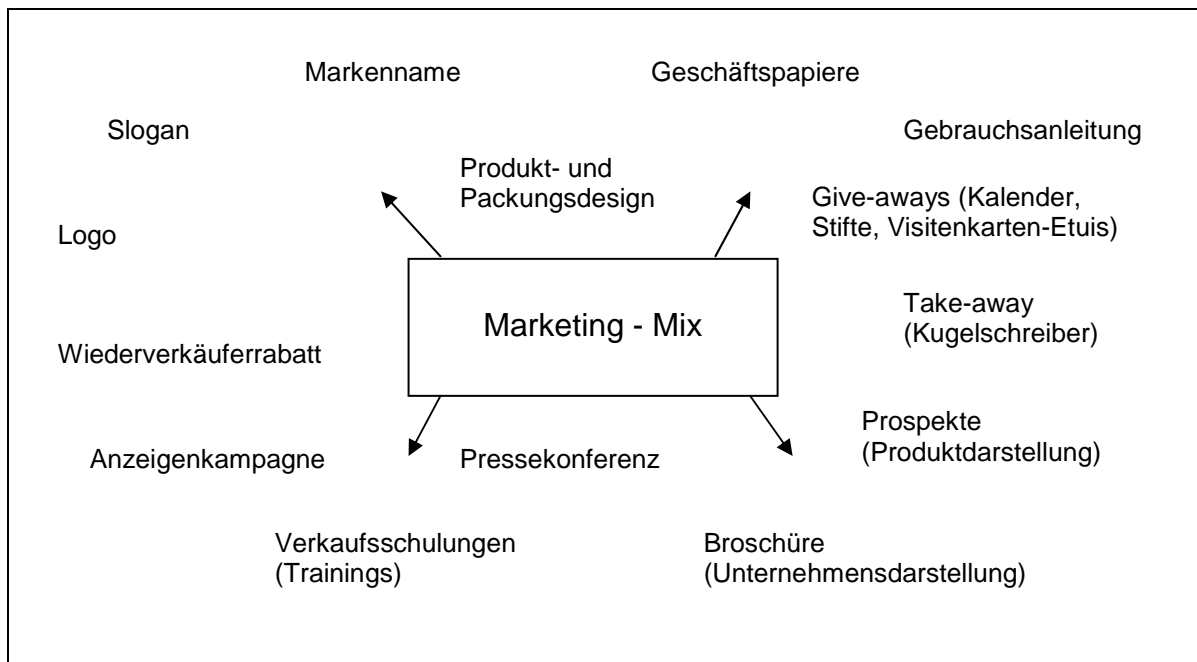 Markenname
Geschäftspapiere
Slogan
Gebrauchsanleitung
Produkt- und
Packungsdesign
Give-aways (Kalender,
Stifte, Visitenkarten-Etuis)
Logo
Marketing - Mix
Take-away
(Kugelschreiber)
Wiederverkäuferrabatt
Prospekte
(Produktdarstellung)
Anzeigenkampagne
Pressekonferenz
Verkaufsschulungen
(Trainings)
Broschüre
(Unternehmensdarstellung)